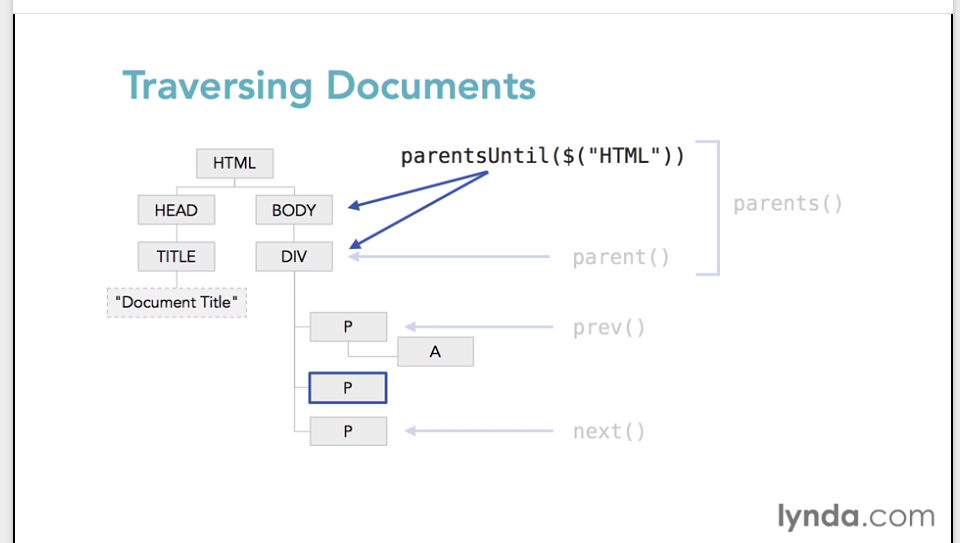 Traversing Documents
parentsUntil($("HTML"))
HTML
parents()
HEAD
BODY
TITLE
DIV
parent()
"Document Title"
P
prev()
A
P
P
next()
lynda.com